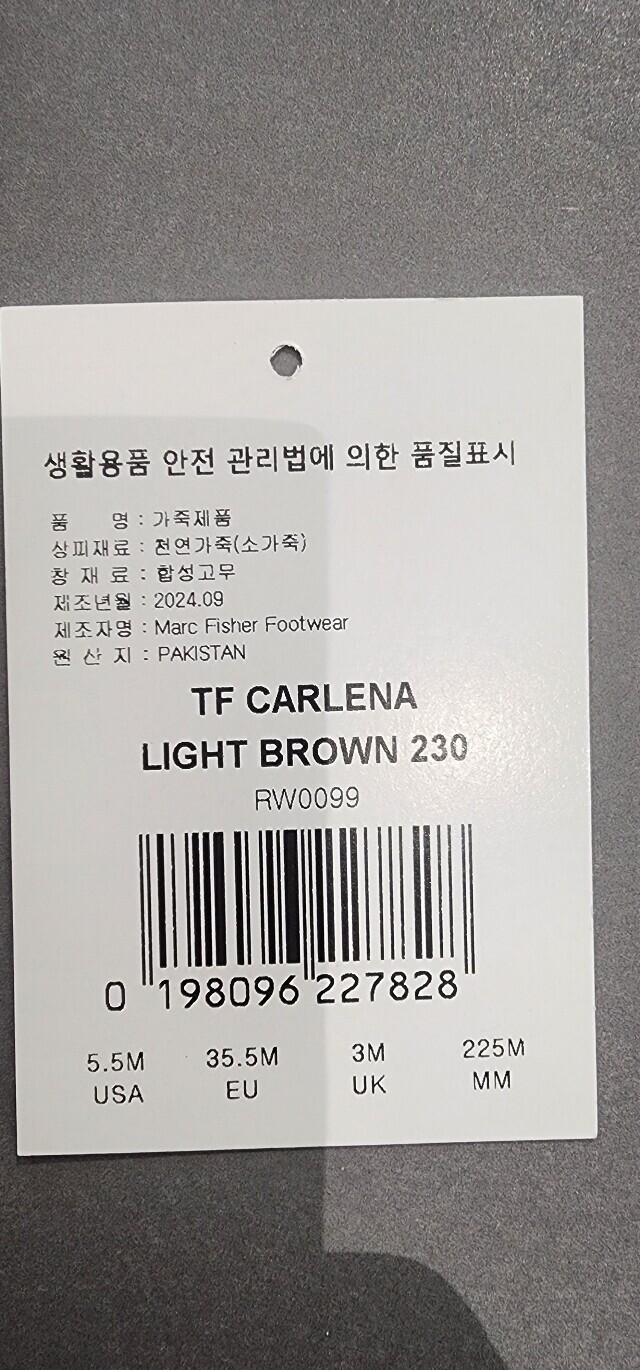 생활용품 안전 관리법에 의한 품질표시
품 명 : 가죽제품
상피재료 : 천연가죽(소가죽)
창 재 료 : 합성고무
제조년월 : 2024.09
제조자명 : Marc Fisher Footwear
원 산 지 : PAKISTAN
TF CARLENA
LIGHT BROWN 230
RW0099
0 198096 227828
5.5M 35.5M 3M 225M
USA EU UK MM